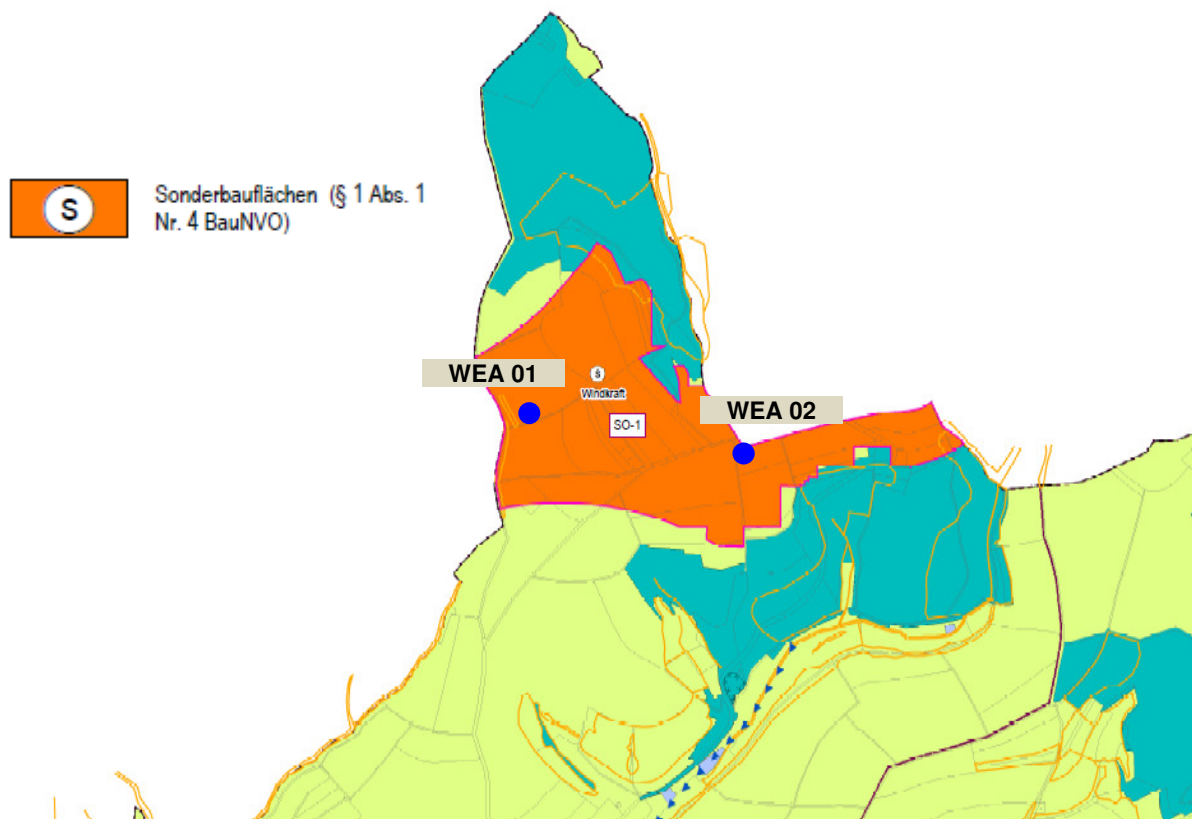 S
Sonderbauflächen (§ 1 Abs. 1
Nr. 4 BauNVO)
WEA 01
S
Windkraft
WEA 02
SO-1